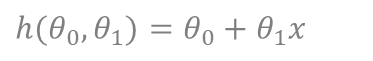 h(θ₀, θ₁) = θ₀ + θ₁x